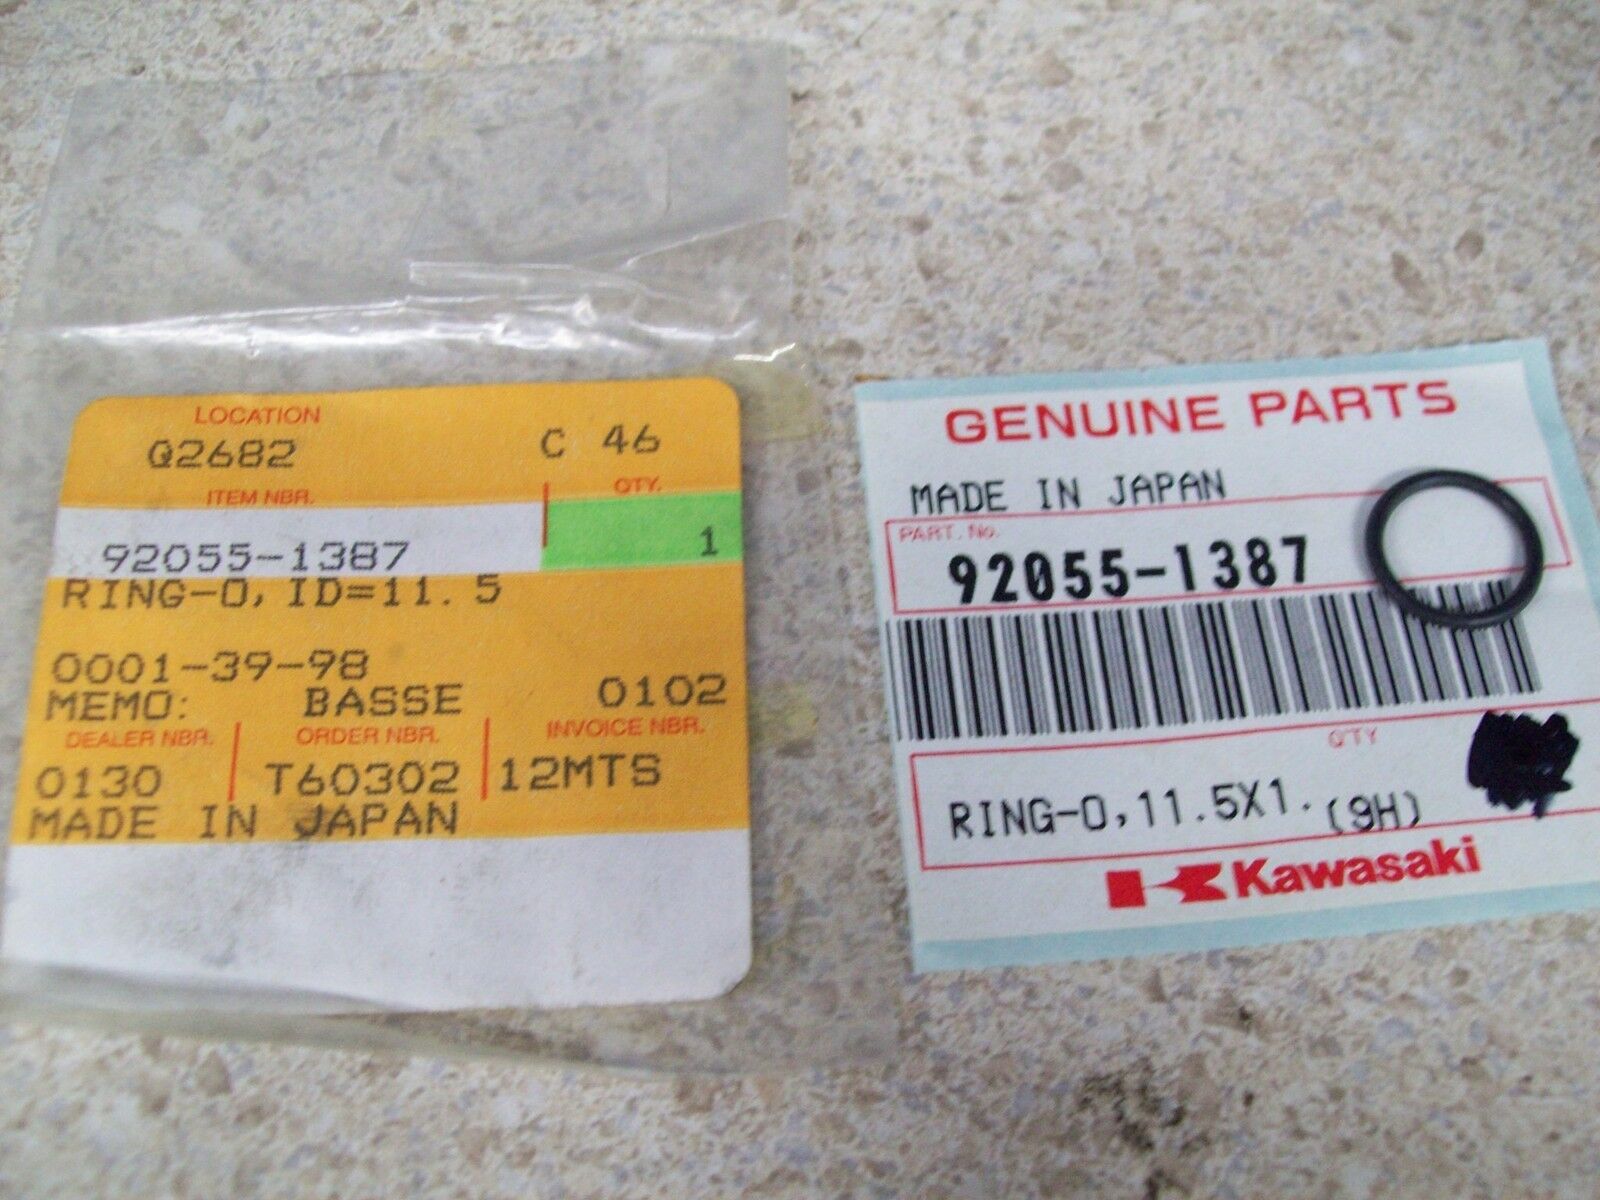 LOCATION
Q2682 C 46
ITEM NBR. QTY.
92055-1387 1
RING-O, ID=11.5
0001-39-98
MEMO: BASSE 0102
DEALER NBR. ORDER NBR. INVOICE NBR.
0130 T60302 12MTS
MADE IN JAPAN
GENUINE PARTS
MADE IN JAPAN
PART. No.
92055-1387
Q'TY
RING-O,11.5X1. (9H)
Kawasaki